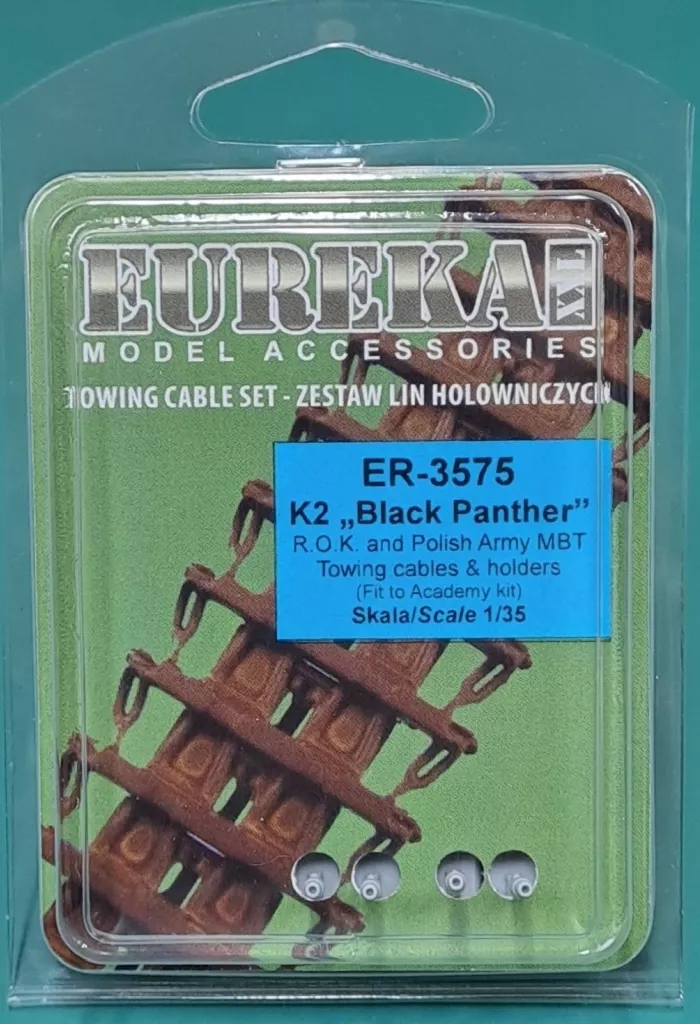 EUREKA XXL
MODEL ACCESSORIES
TOWING CABLE SET - ZESTAW LIN HOLOWNICZYCH
ER-3575
K2 „Black Panther”
R.O.K. and Polish Army MBT
Towing cables & holders
(Fit to Academy kit)
Skala/Scale 1/35